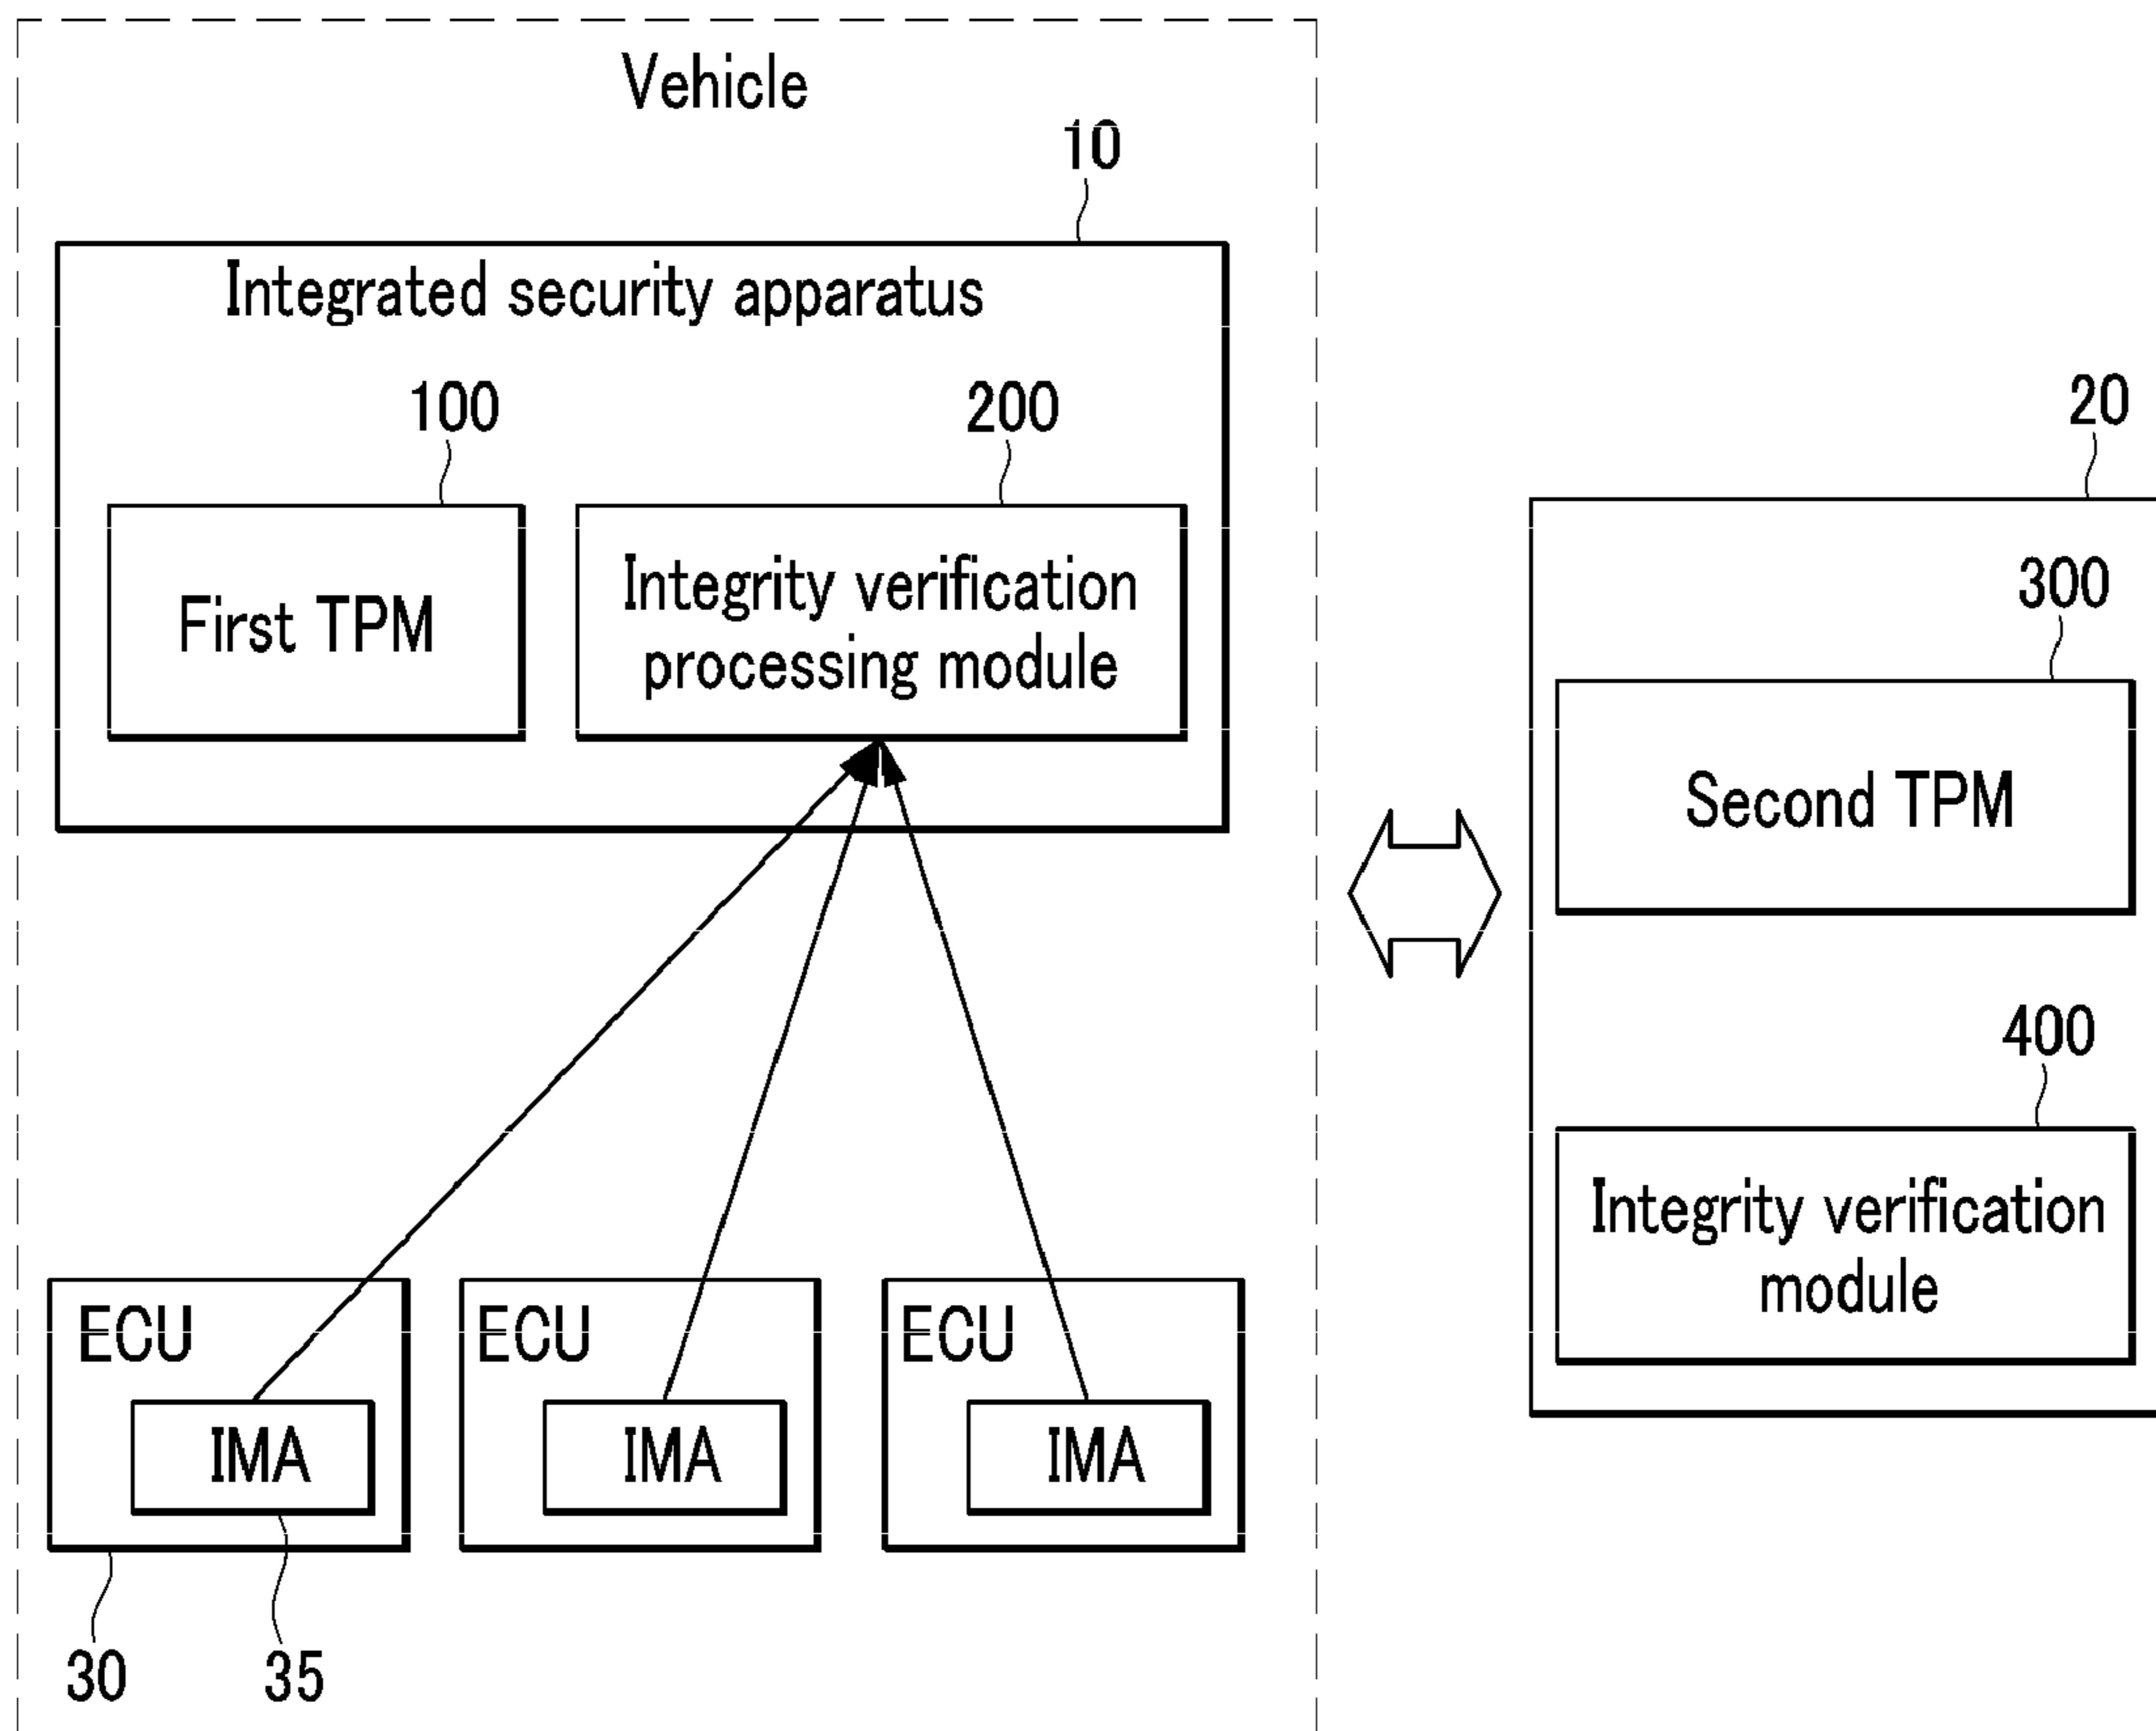 Vehicle
10
Integrated security apparatus
100
200
First TPM
Integrity verification
processing module
20
300
Second TPM
400
Integrity verification
module
ECU
IMA
ECU
IMA
ECU
IMA
30
35